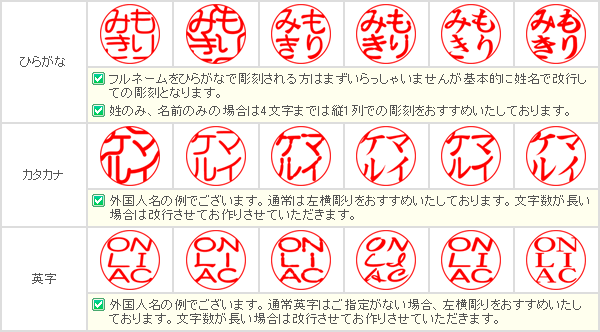 ひらがな
もり
みき
もり
みき
もり
みき
もり
みき
もり
みき
もり
みき
フルネームをひらがなで彫刻される方はまずいらっしゃいませんが基本的に姓名で改行し
ての彫刻となります。
姓のみ、名前のみの場合は4文字までは縦1列での彫刻をおすすめいたしております。
カタカナ
マイ
ケル
マイ
ケル
マイ
ケル
マイ
ケル
マイ
ケル
マイ
ケル
外国人名の例でございます。通常は左横彫りをおすすめいたしております。文字数が長い
場合は改行させてお作りさせていただきます。
英字
ON
LI
AC
ON
LI
AC
ON
LI
AC
ON
LI
AC
ON
LI
AC
ON
LI
AC
外国人名の例でございます。通常英字はご指定がない場合、左横彫りをおすすめいたし
ております。文字数が長い場合は改行させてお作りさせていただきます。